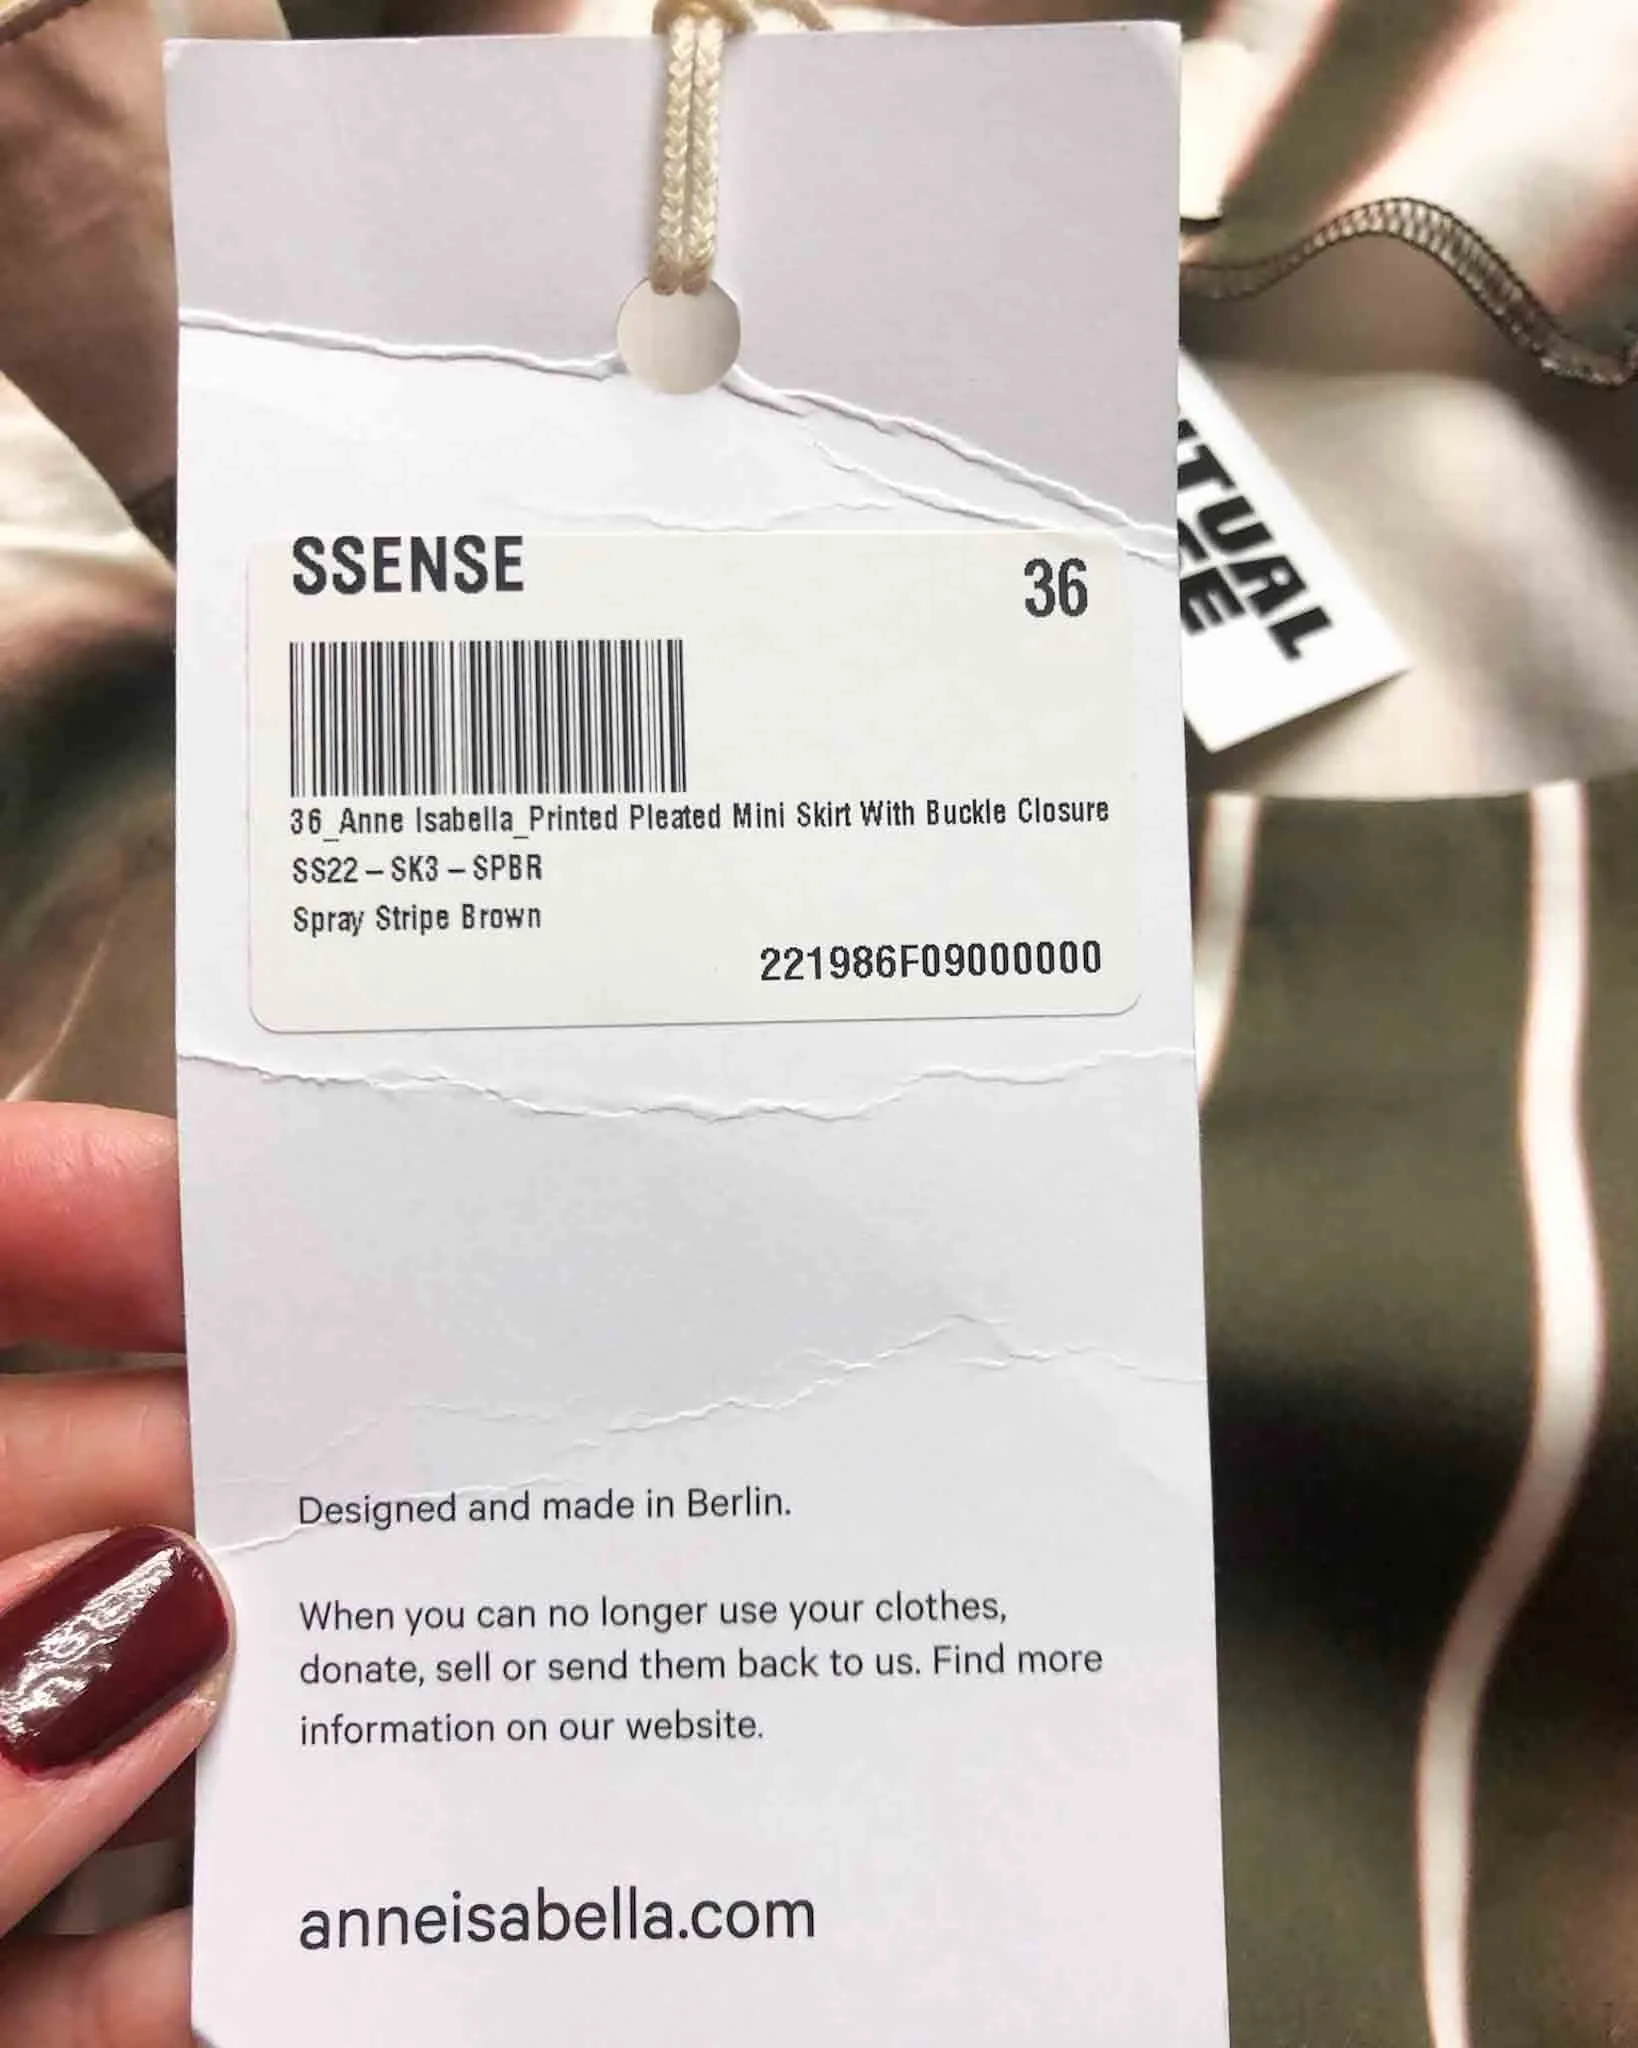 SSENSE
36
36_Anne Isabella_Printed Pleated Mini Skirt With Buckle Closure
SS22-SK3-SPBR
Spray Stripe Brown
221986F09000000
Designed and made in Berlin.
When you can no longer use your clothes,
donate, sell or send them back to us. Find more
information on our website.
anneisabella.com